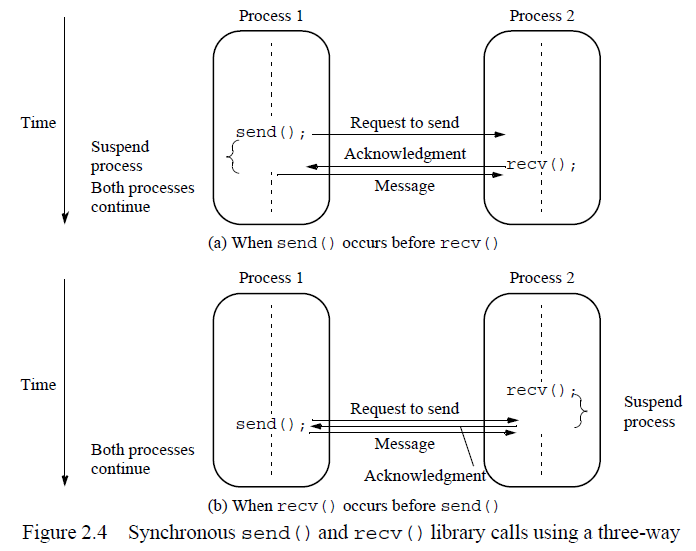 Process 1
Process 2
Time
send();
Request to send
Suspend
process
Acknowledgment
recv();
Both processes
continue
Message
(a) When send() occurs before recv()
Process 1
Process 2
Time
recv();
Suspend
process
Request to send
send();
Both processes
continue
Message
Acknowledgment
(b) When recv() occurs before send()
Figure 2.4 Synchronous send() and recv() library calls using a three-way